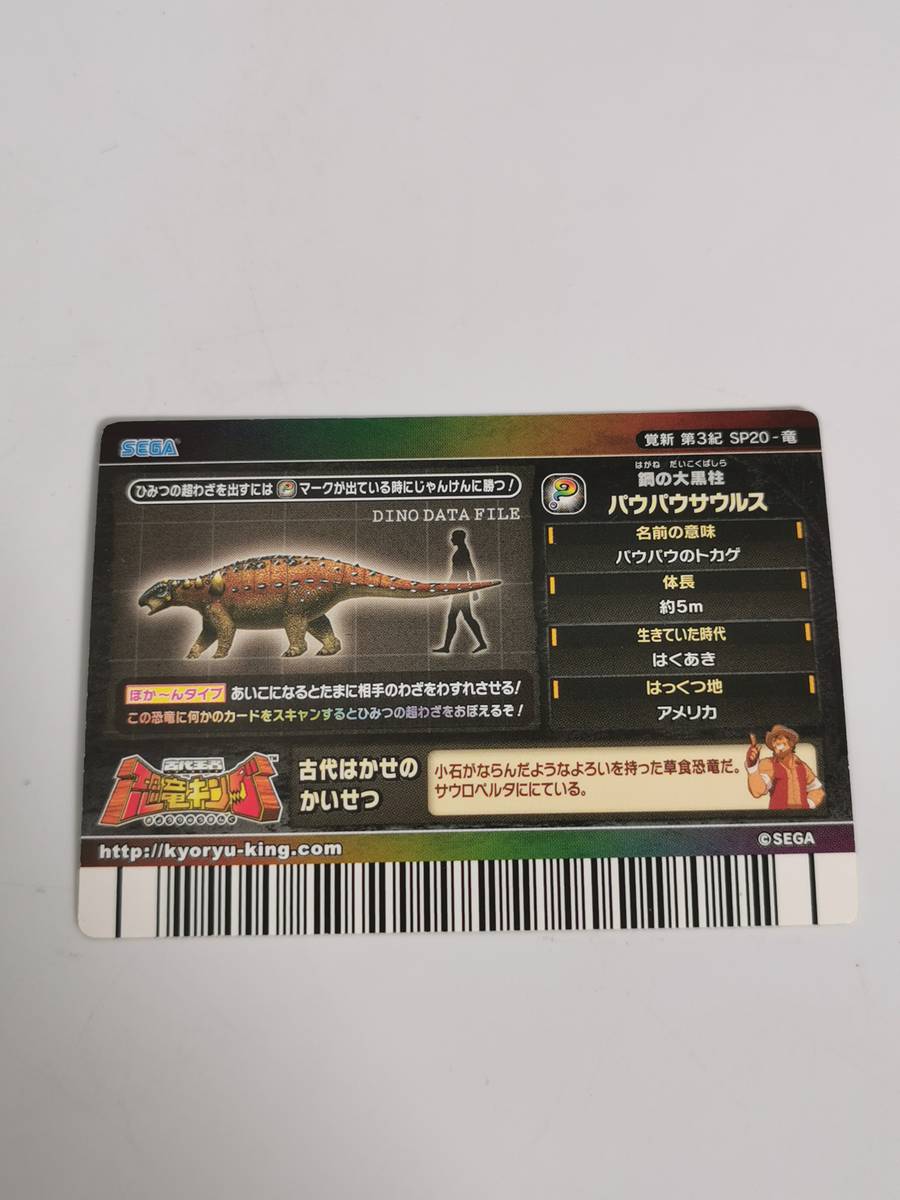 SEGA
覚新 第3紀 SP20-竜
ひみつの超わざを出すには ? マークが出ている時にじゃんけんに勝つ！
DINO DATA FILE
はがね だいこくばしら
鋼の大黒柱
パウパウサウルス
名前の意味
パウパウのトカゲ
体長
約5m
生きていた時代
はくあき
はっくつ地
アメリカ
ぼか〜んタイプ あいこになるとたまに相手のわざをわすれさせる！
この恐竜に何かのカードをスキャンするとひみつの超わざをおぼえるぞ！
古代王者
恐竜キング
TM
古代はかせの
かいせつ
小石がならんだようなよろいを持った草食恐竜だ。
サウロペルタににている。
http://kyoryu-king.com
©SEGA